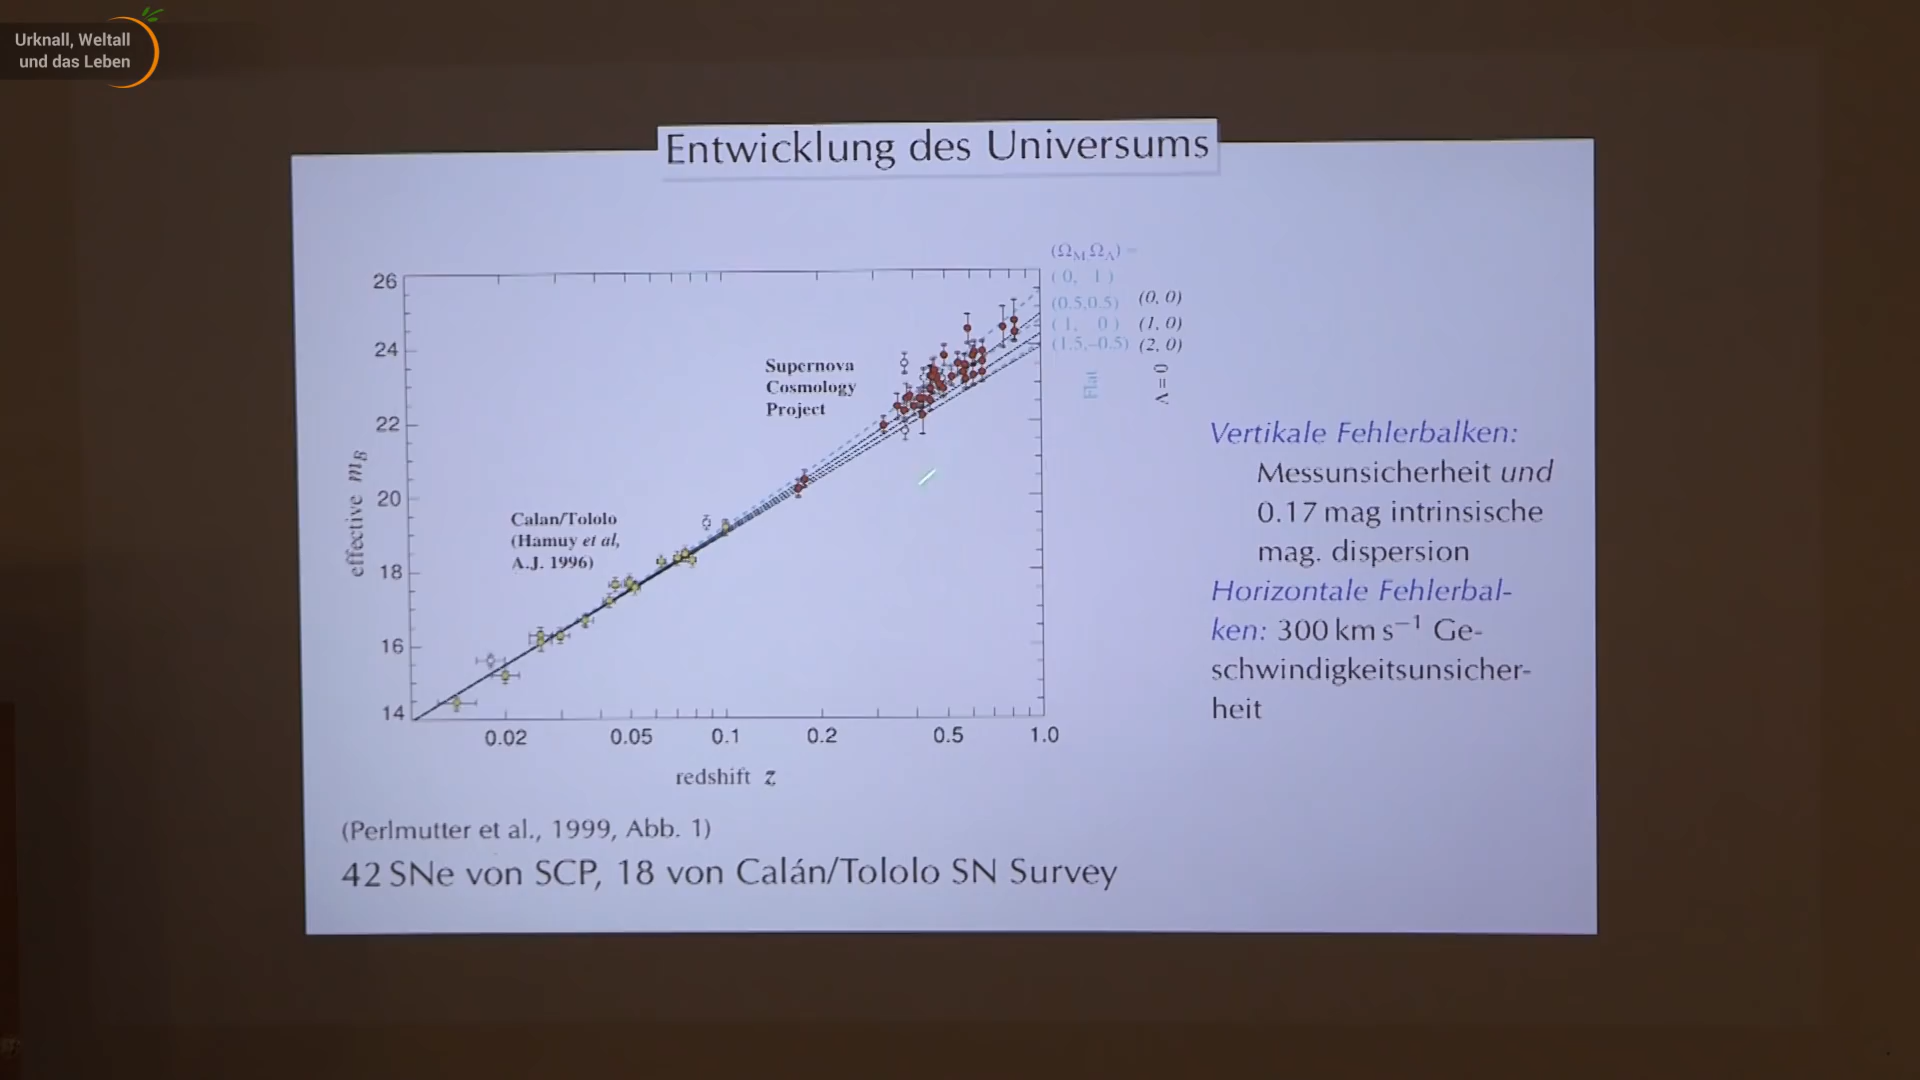 Urknall, Weltall
und das Leben
Entwicklung des Universums
(Ω_M,Ω_Λ) =
( 0, 1 )
(0.5,0.5) (0, 0)
( 1, 0 ) (1, 0)
(1.5,–0.5) (2, 0)
Flat
Λ = 0
26
24
22
20
18
16
14
effective m_B
Supernova
Cosmology
Project
Calan/Tololo
(Hamuy et al,
A.J. 1996)
0.02 0.05 0.1 0.2 0.5 1.0
redshift z
Vertikale Fehlerbalken:
Messunsicherheit und
0.17 mag intrinsische
mag. dispersion
Horizontale Fehlerbal-
ken: 300 km s⁻¹ Ge-
schwindigkeitsunsicher-
heit
(Perlmutter et al., 1999, Abb. 1)
42 SNe von SCP, 18 von Calán/Tololo SN Survey